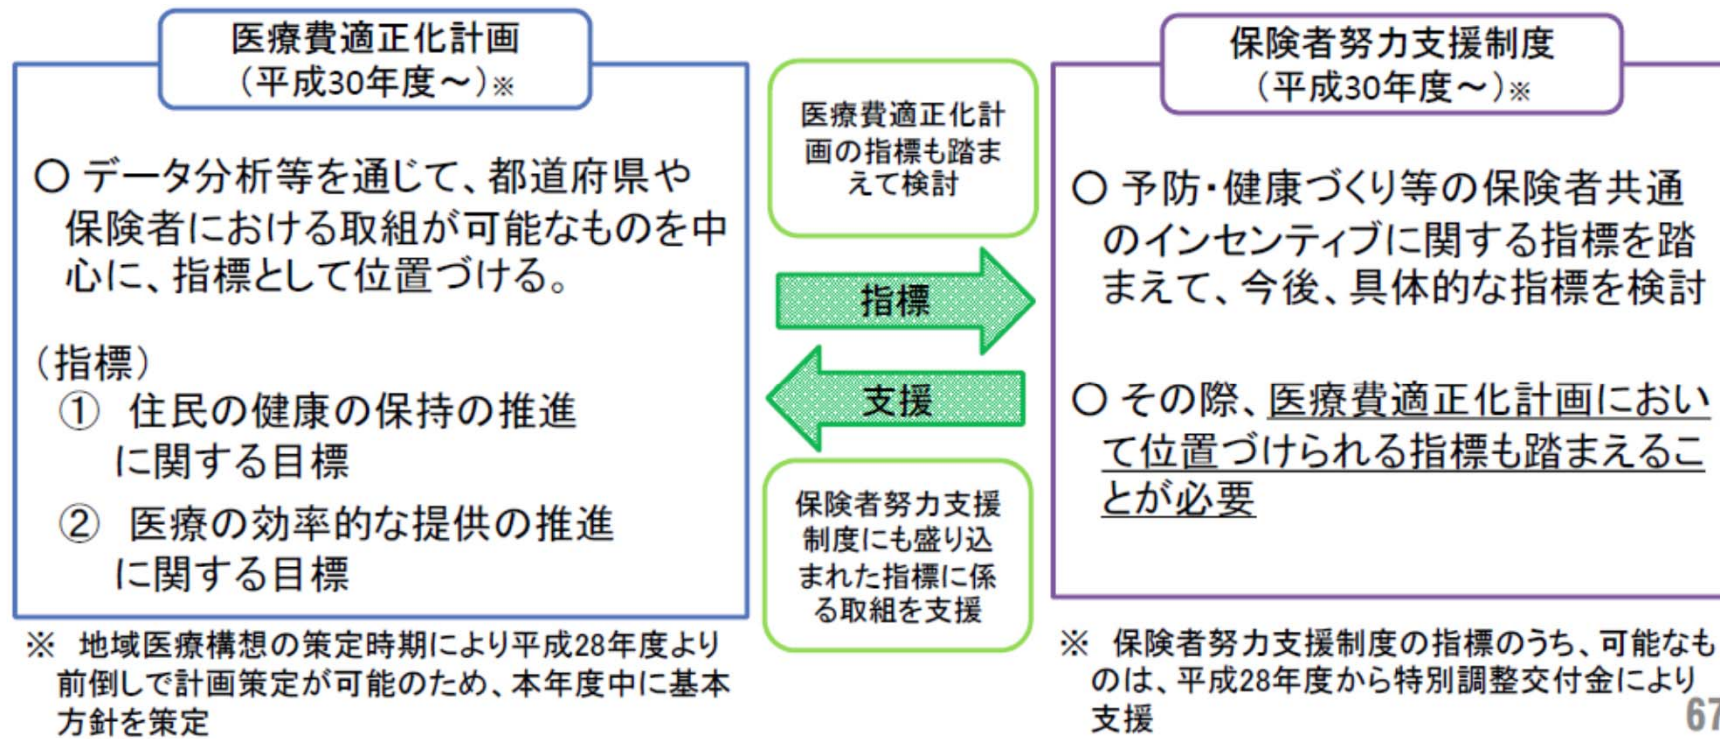 医療費適正化計画
（平成30年度～）※
〇 データ分析等を通じて、都道府県や
保険者における取組が可能なものを中
心に、指標として位置づける。
（指標）
① 住民の健康の保持の推進
に関する目標
② 医療の効率的な提供の推進
に関する目標
※ 地域医療構想の策定時期により平成28年度より
前倒しで計画策定が可能のため、本年度中に基本
方針を策定
医療費適正化計
画の指標も踏ま
えて検討
指標
支援
保険者努力支援
制度にも盛り込
まれた指標に係
る取組を支援
保険者努力支援制度
（平成30年度～）※
〇 予防・健康づくり等の保険者共通
のインセンティブに関する指標を踏
まえて、今後、具体的な指標を検討
〇 その際、医療費適正化計画におい
て位置づけられる指標も踏まえるこ
とが必要
※ 保険者努力支援制度の指標のうち、可能なも
のは、平成28年度から特別調整交付金により
支援
67